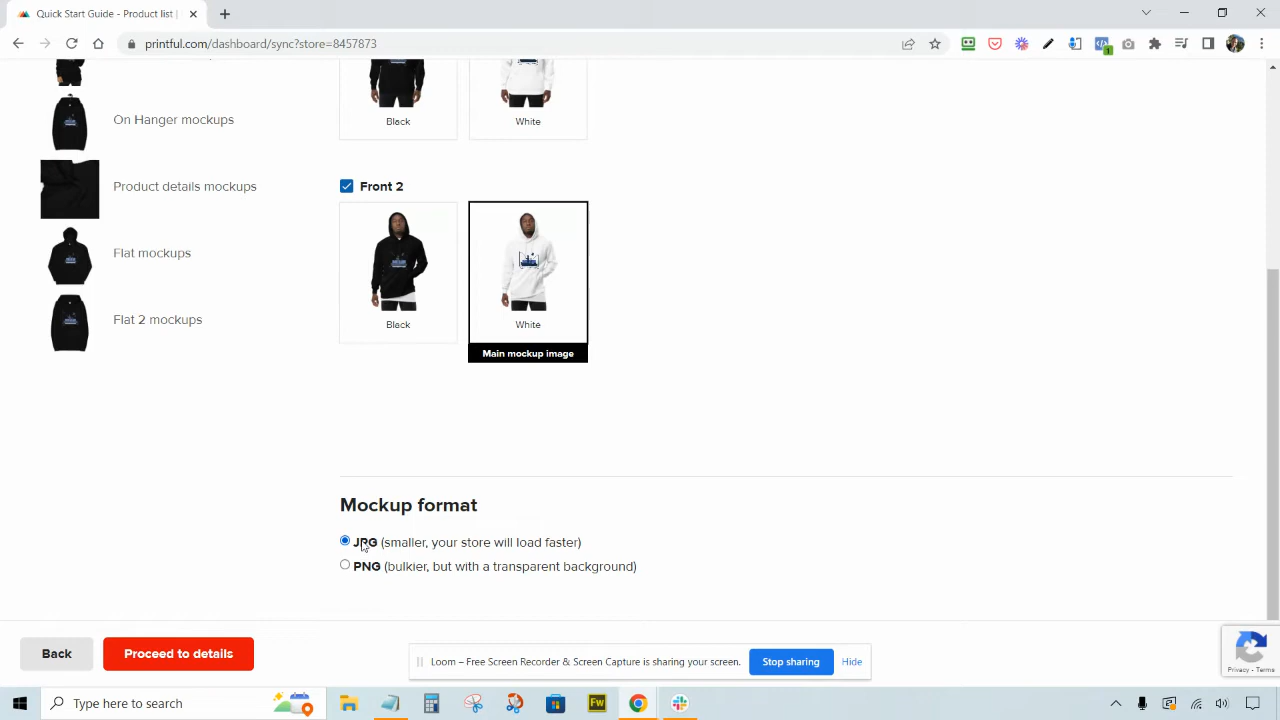 Quick Start Guide - Product list |
printful.com/dashboard/sync?store=8457873
1
On Hanger mockups
Product details mockups
Flat mockups
Flat 2 mockups
Black
White
Front 2
Black
White
Main mockup image
Mockup format
JPG (smaller, your store will load faster)
PNG (bulkier, but with a transparent background)
Back
Proceed to details
Loom – Free Screen Recorder & Screen Capture is sharing your screen.
Stop sharing
Hide
Privacy - Terms
Type here to search
Fw